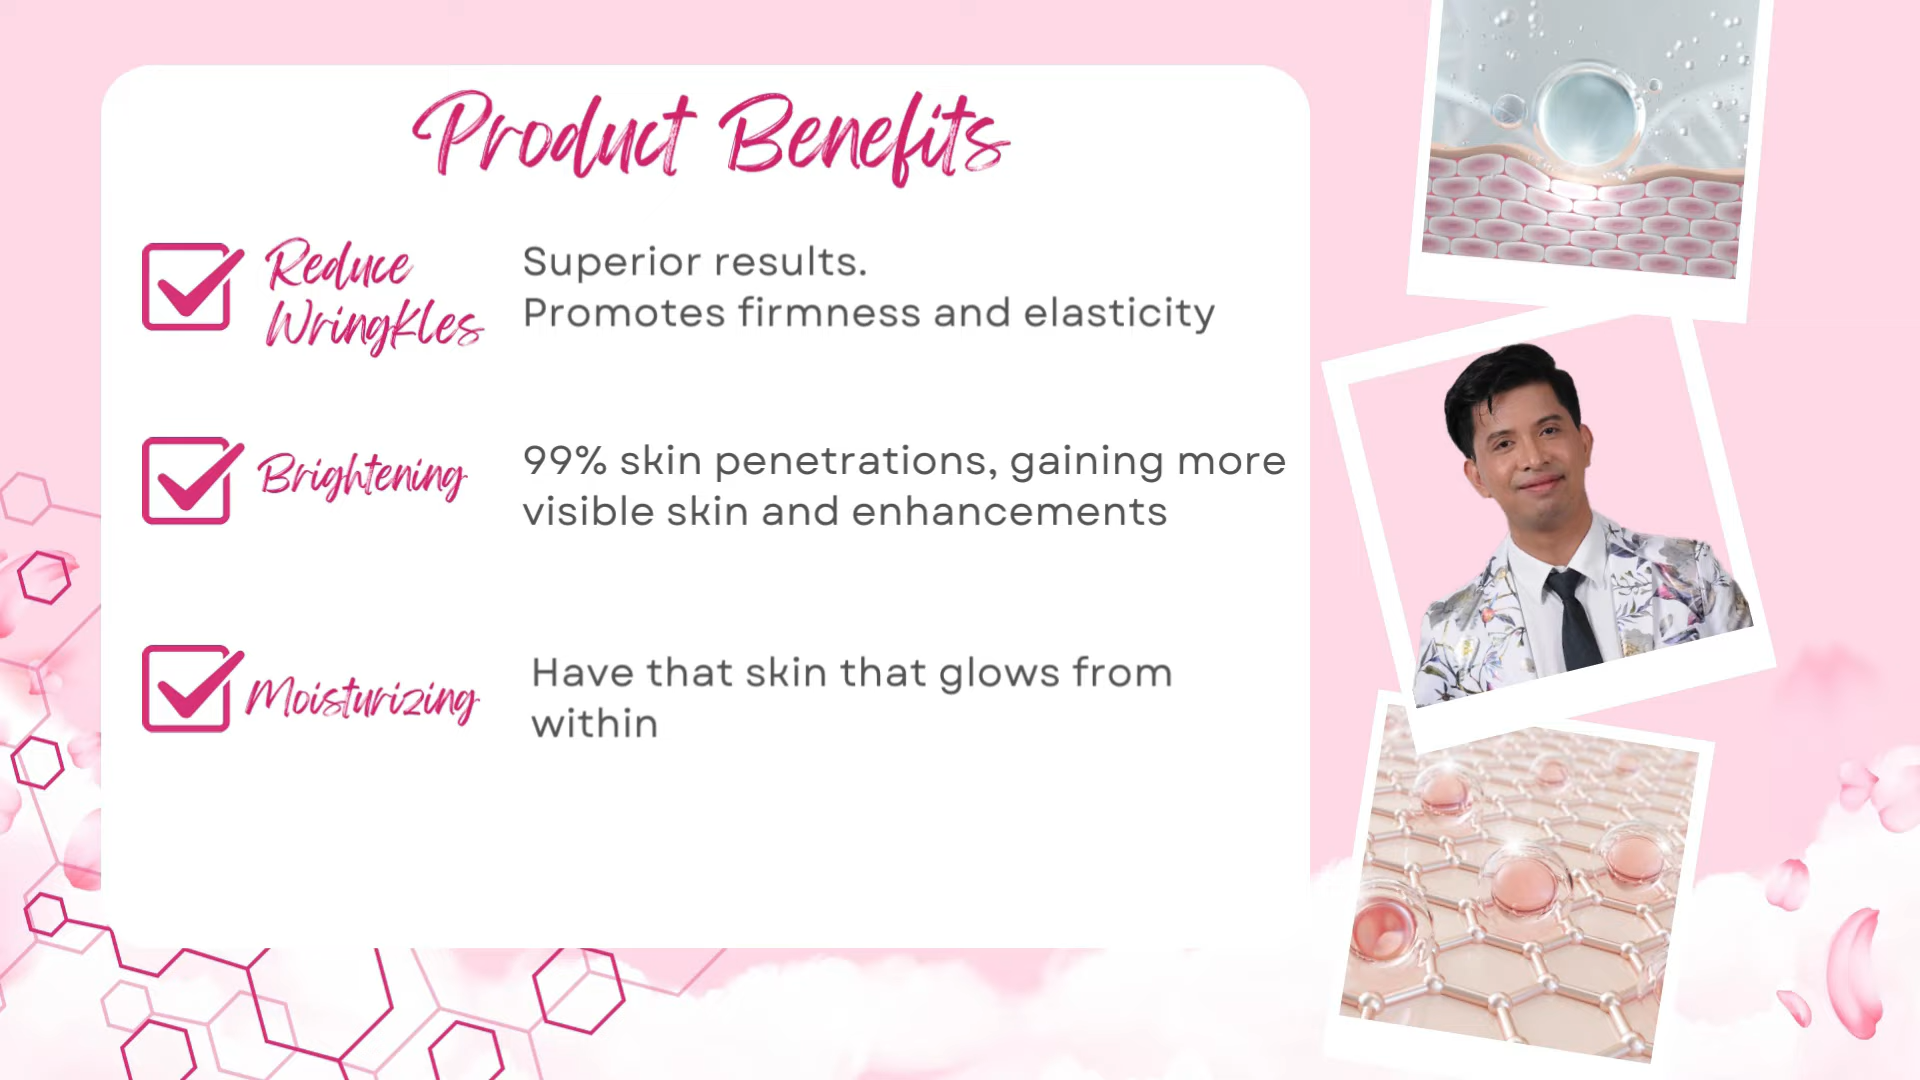 Product Benefits
Reduce
Wringkles
Superior results.
Promotes firmness and elasticity
Brightening
99% skin penetrations, gaining more
visible skin and enhancements
Moisturizing
Have that skin that glows from
within